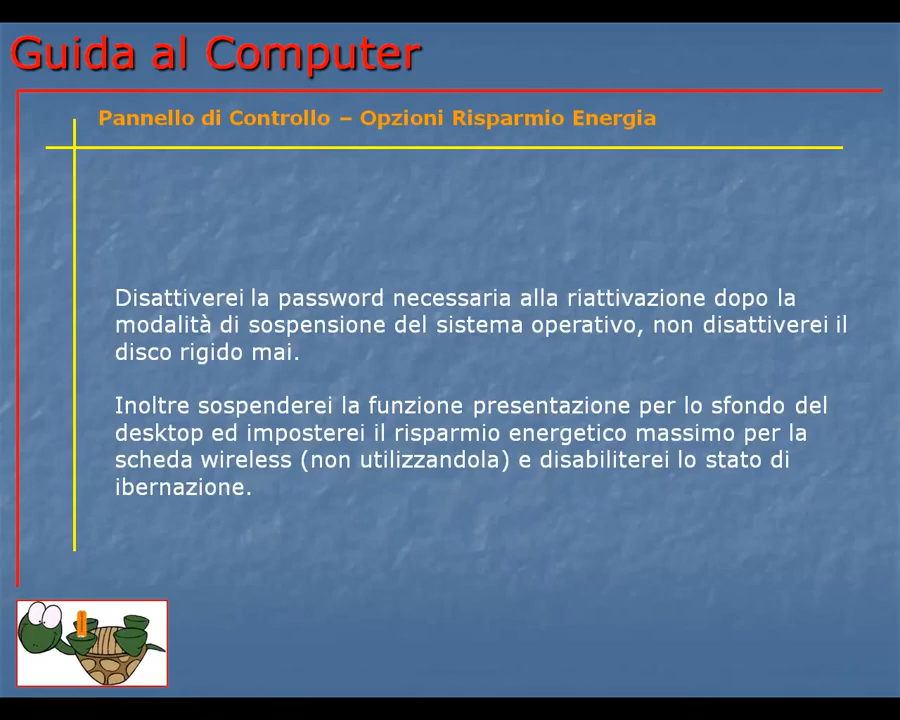 Guida al Computer
Pannello di Controllo – Opzioni Risparmio Energia
Disattiverei la password necessaria alla riattivazione dopo la
modalità di sospensione del sistema operativo, non disattiverei il
disco rigido mai.
Inoltre sospenderei la funzione presentazione per lo sfondo del
desktop ed imposterei il risparmio energetico massimo per la
scheda wireless (non utilizzandola) e disabiliterei lo stato di
ibernazione.